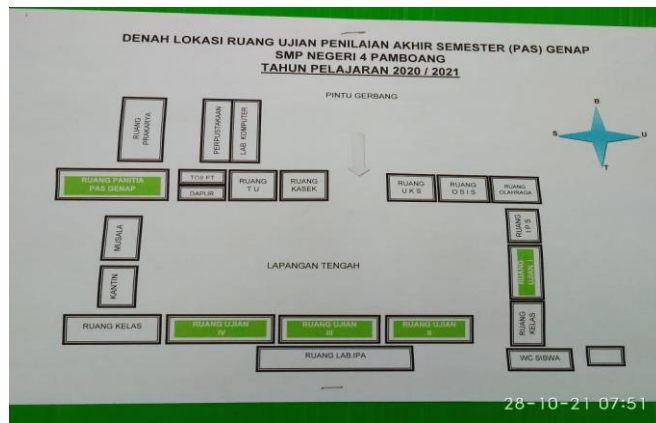 DENAH LOKASI RUANG UJIAN PENILAIAN AKHIR SEMESTER (PAS) GENAP
SMP NEGERI 4 PAMBOANG
TAHUN PELAJARAN 2020 / 2021
PINTU GERBANG
B
S
U
T
RUANG
PRAKARYA
PERPUSTAKAAN
LAB. KOMPUTER
RUANG PANITIA
PAS GENAP
TOILET
DAPUR
RUANG
T U
RUANG
KASEK
RUANG
U K S
RUANG
O S I S
RUANG
OLAHRAGA
MUSALA
RUANG
I P S
LAPANGAN TENGAH
RUANG
UJIAN I
KANTIN
RUANG KELAS
RUANG UJIAN
IV
RUANG UJIAN
III
RUANG UJIAN
II
RUANG
KELAS
RUANG LAB.IPA
WC SISWA
28-10-21 07:51